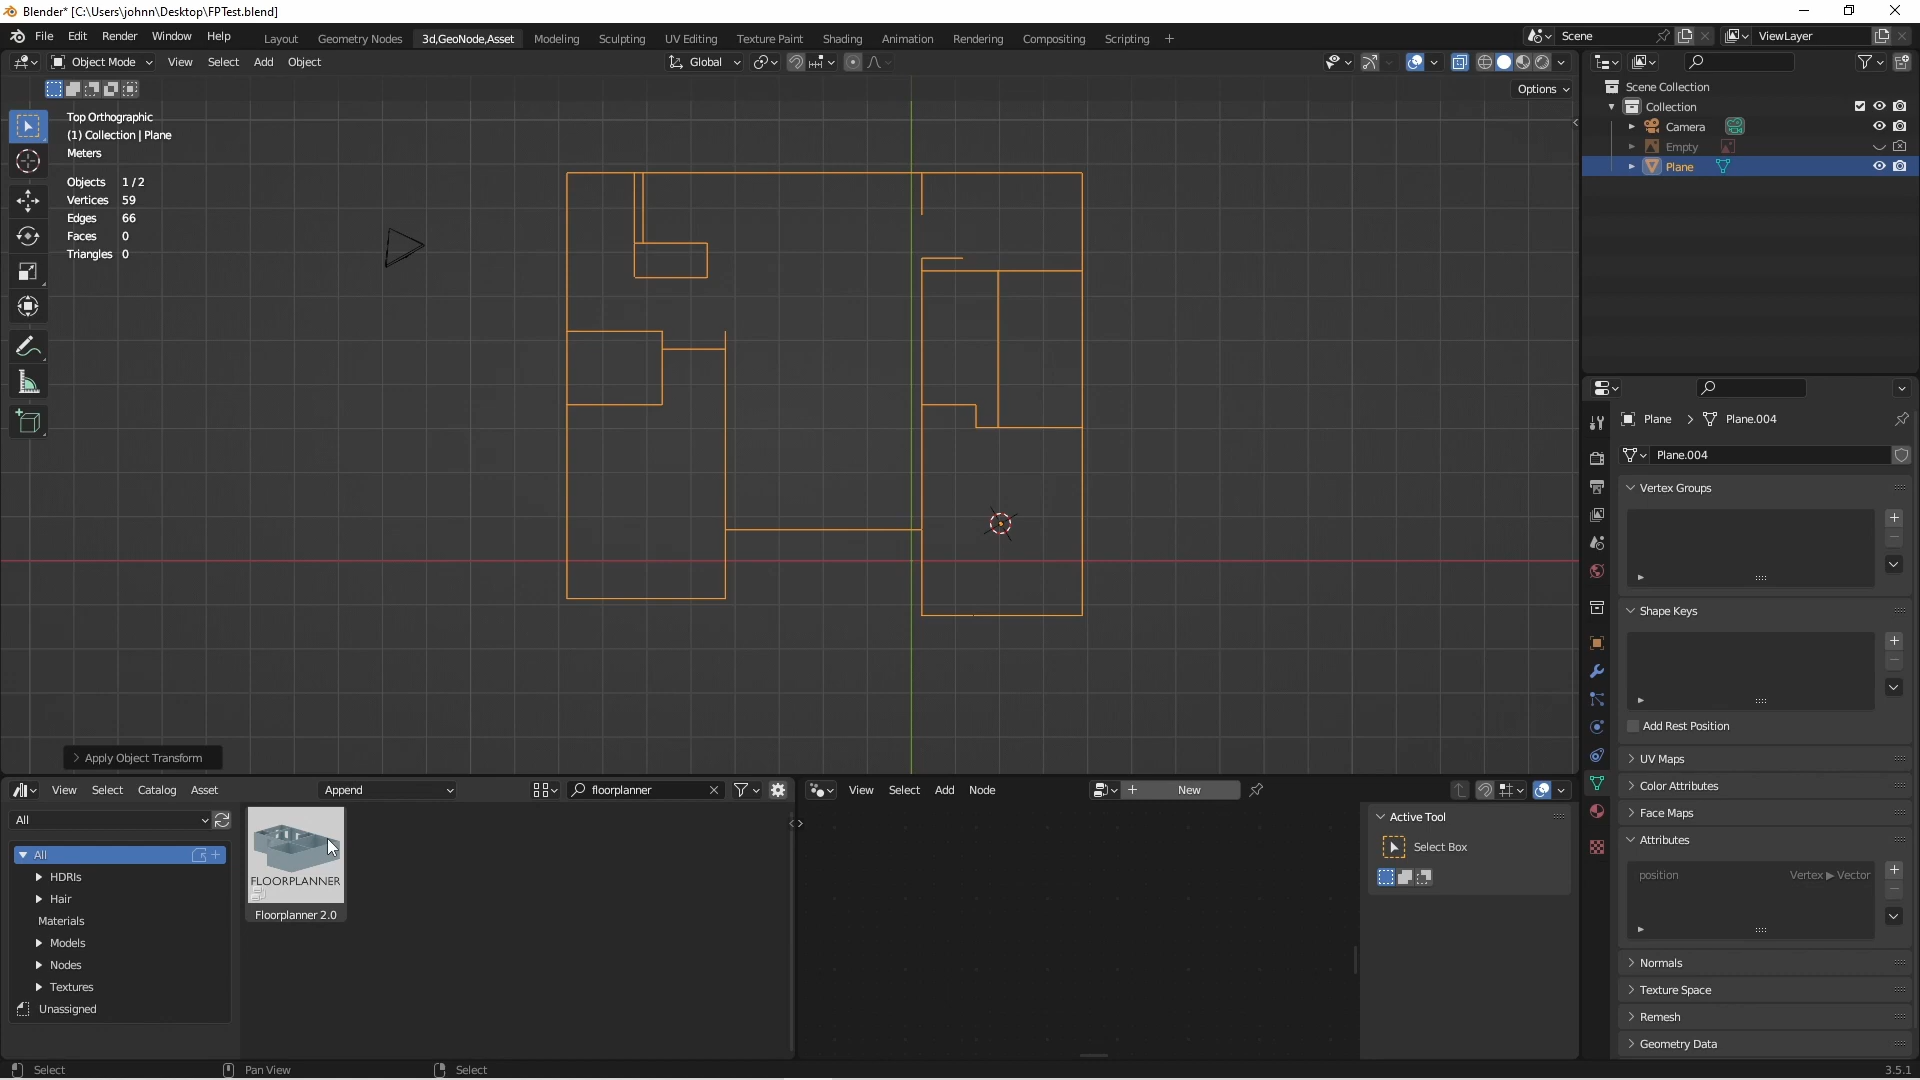 Blender* [C:\Users\johnn\Desktop\FPTest.blend]
File Edit Render Window Help Layout Geometry Nodes 3d,GeoNode,Asset Modeling Sculpting UV Editing Texture Paint Shading Animation Rendering Compositing Scripting + Scene ViewLayer
Object Mode View Select Add Object Global
Options
Top Orthographic
(1) Collection | Plane
Meters
Objects 1/2
Vertices 59
Edges 66
Faces 0
Triangles 0
Scene Collection
Collection
Camera
Empty
Plane
Plane > Plane.004
Plane.004
Vertex Groups
Shape Keys
Add Rest Position
UV Maps
Color Attributes
Face Maps
Attributes
position Vertex ▶ Vector
Normals
Texture Space
Remesh
Geometry Data
> Apply Object Transform
View Select Catalog Asset Append floorplanner
All
All
HDRIs
Hair
Materials
Models
Nodes
Textures
Unassigned
FLOORPLANNER
Floorplanner 2.0
View Select Add Node + New
Active Tool
Select Box
Select Pan View Select 3.5.1